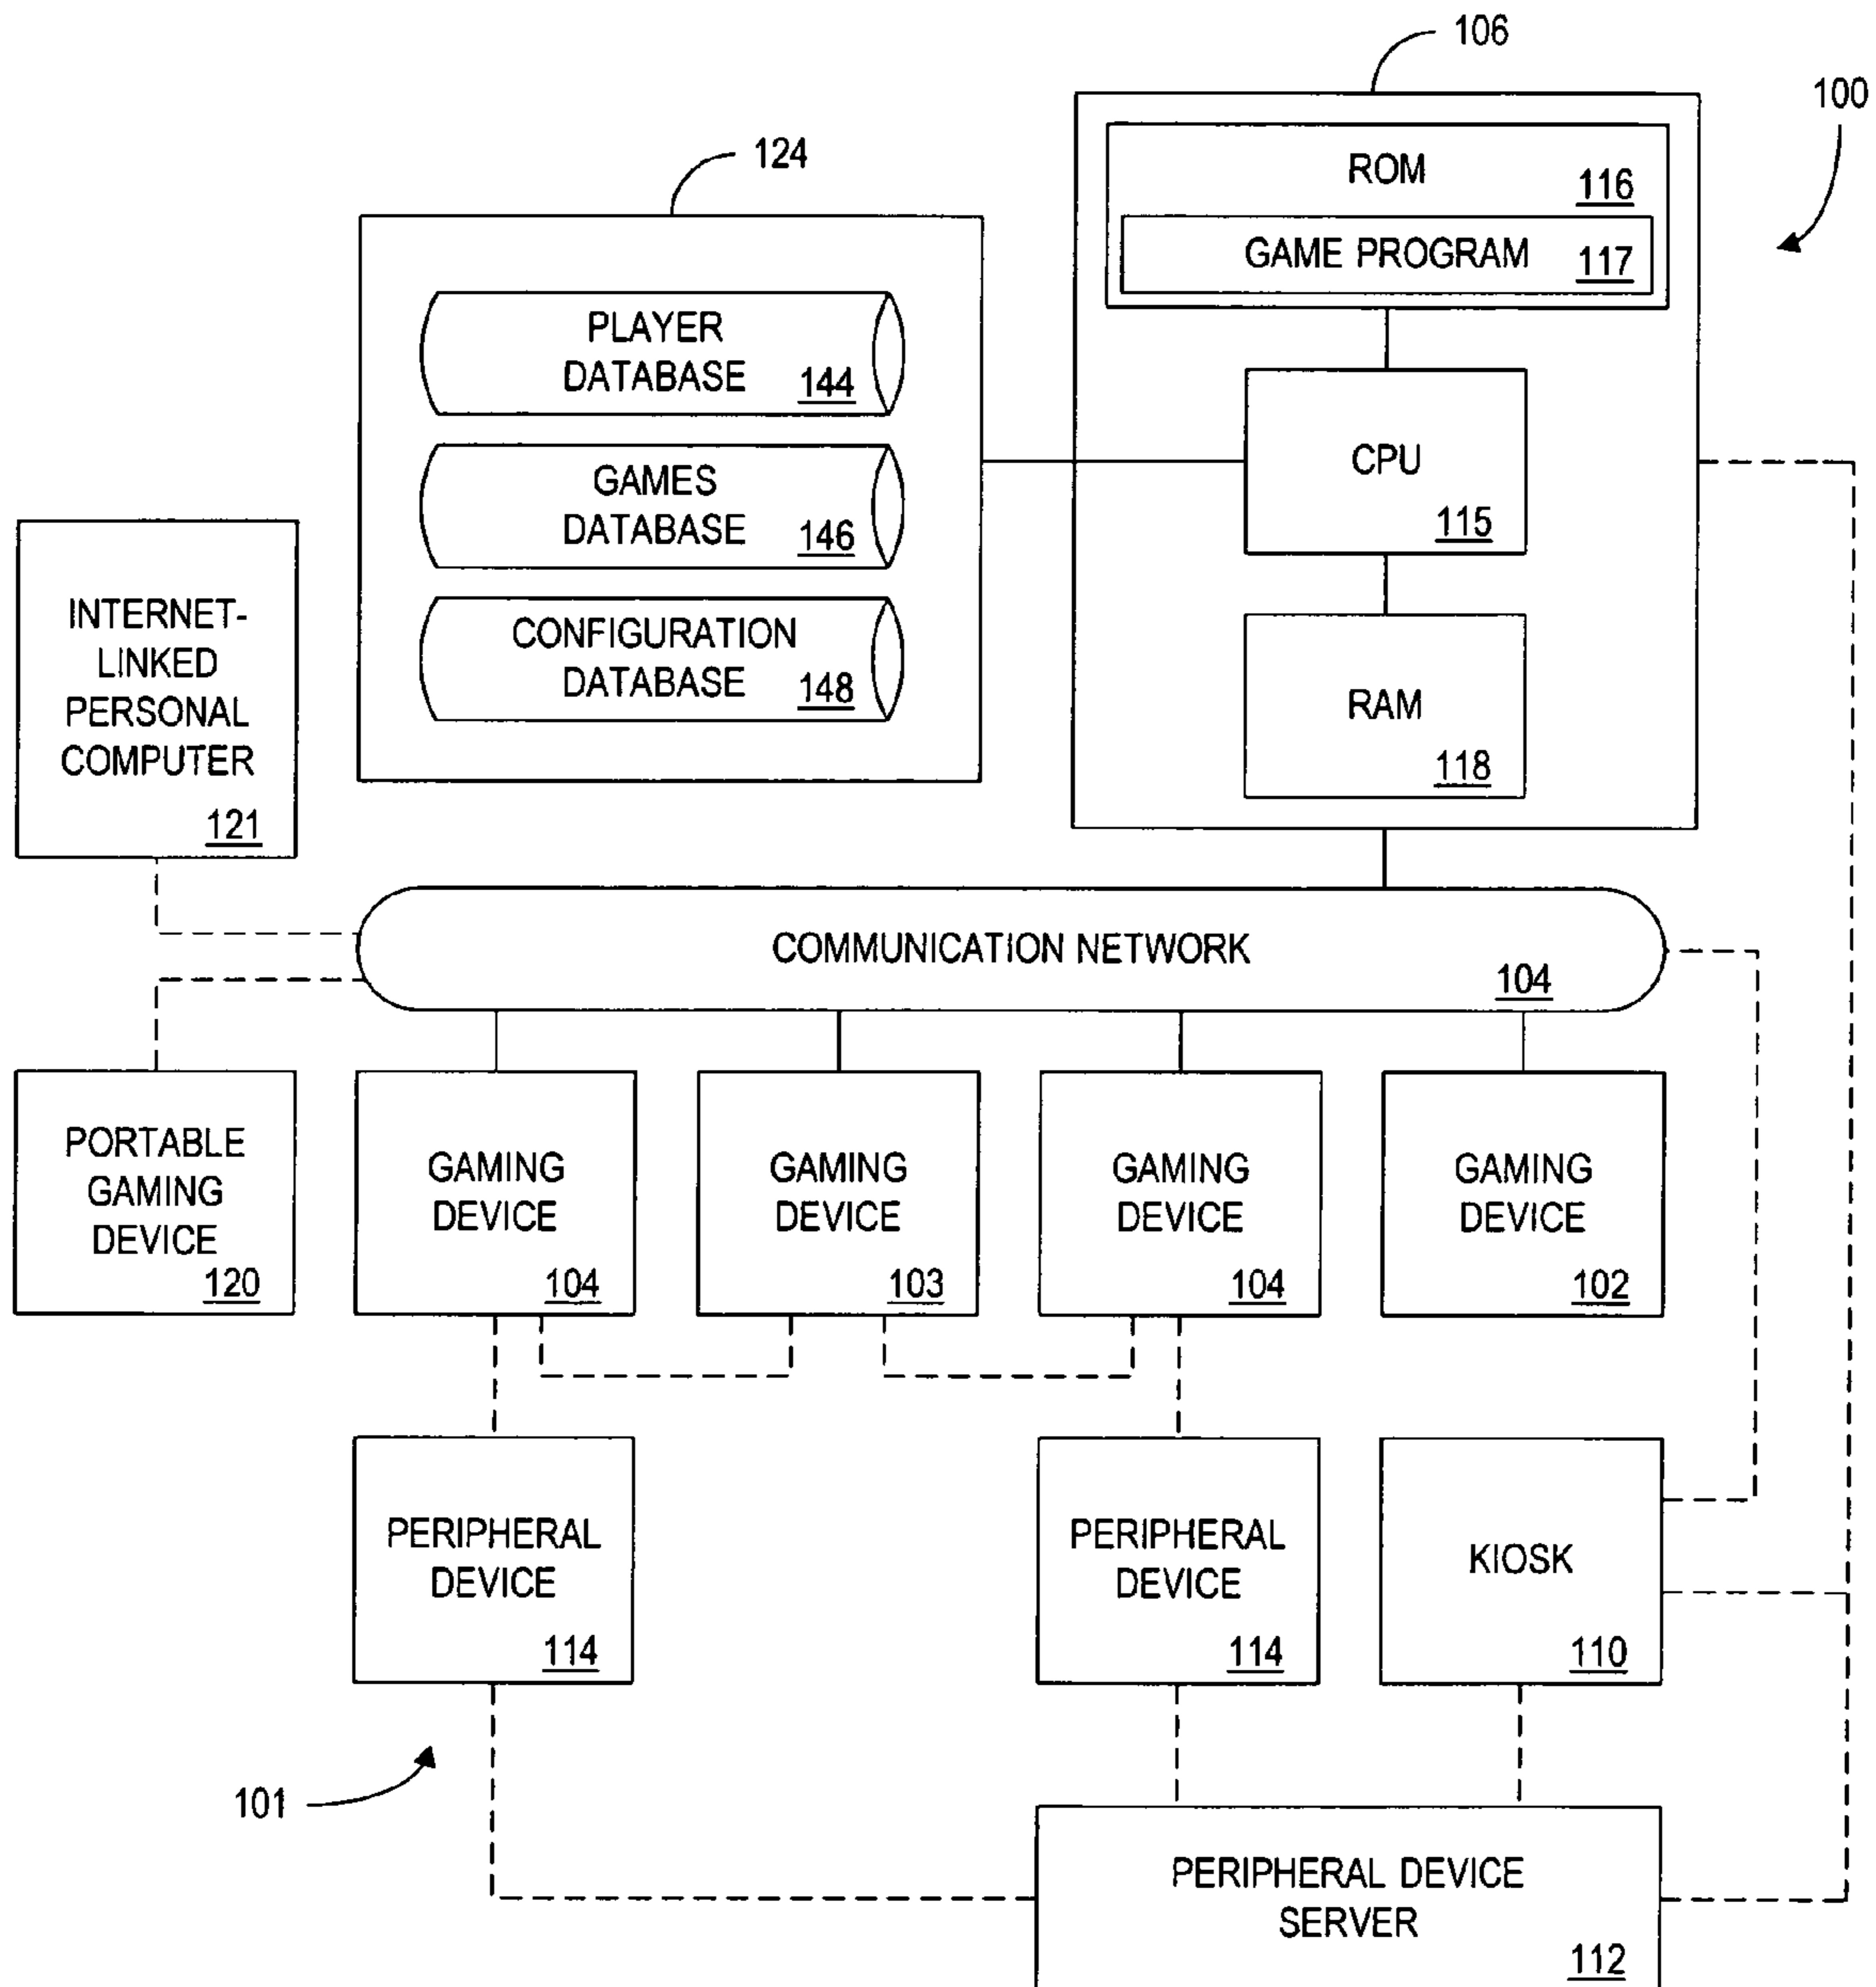 106
100
124
ROM
116
GAME PROGRAM
117
PLAYER
DATABASE
144
GAMES
DATABASE
146
CONFIGURATION
DATABASE
148
CPU
115
RAM
118
INTERNET-
LINKED
PERSONAL
COMPUTER
121
COMMUNICATION NETWORK
104
PORTABLE
GAMING
DEVICE
120
GAMING
DEVICE
104
GAMING
DEVICE
103
GAMING
DEVICE
104
GAMING
DEVICE
102
PERIPHERAL
DEVICE
114
PERIPHERAL
DEVICE
114
KIOSK
110
101
PERIPHERAL DEVICE
SERVER
112